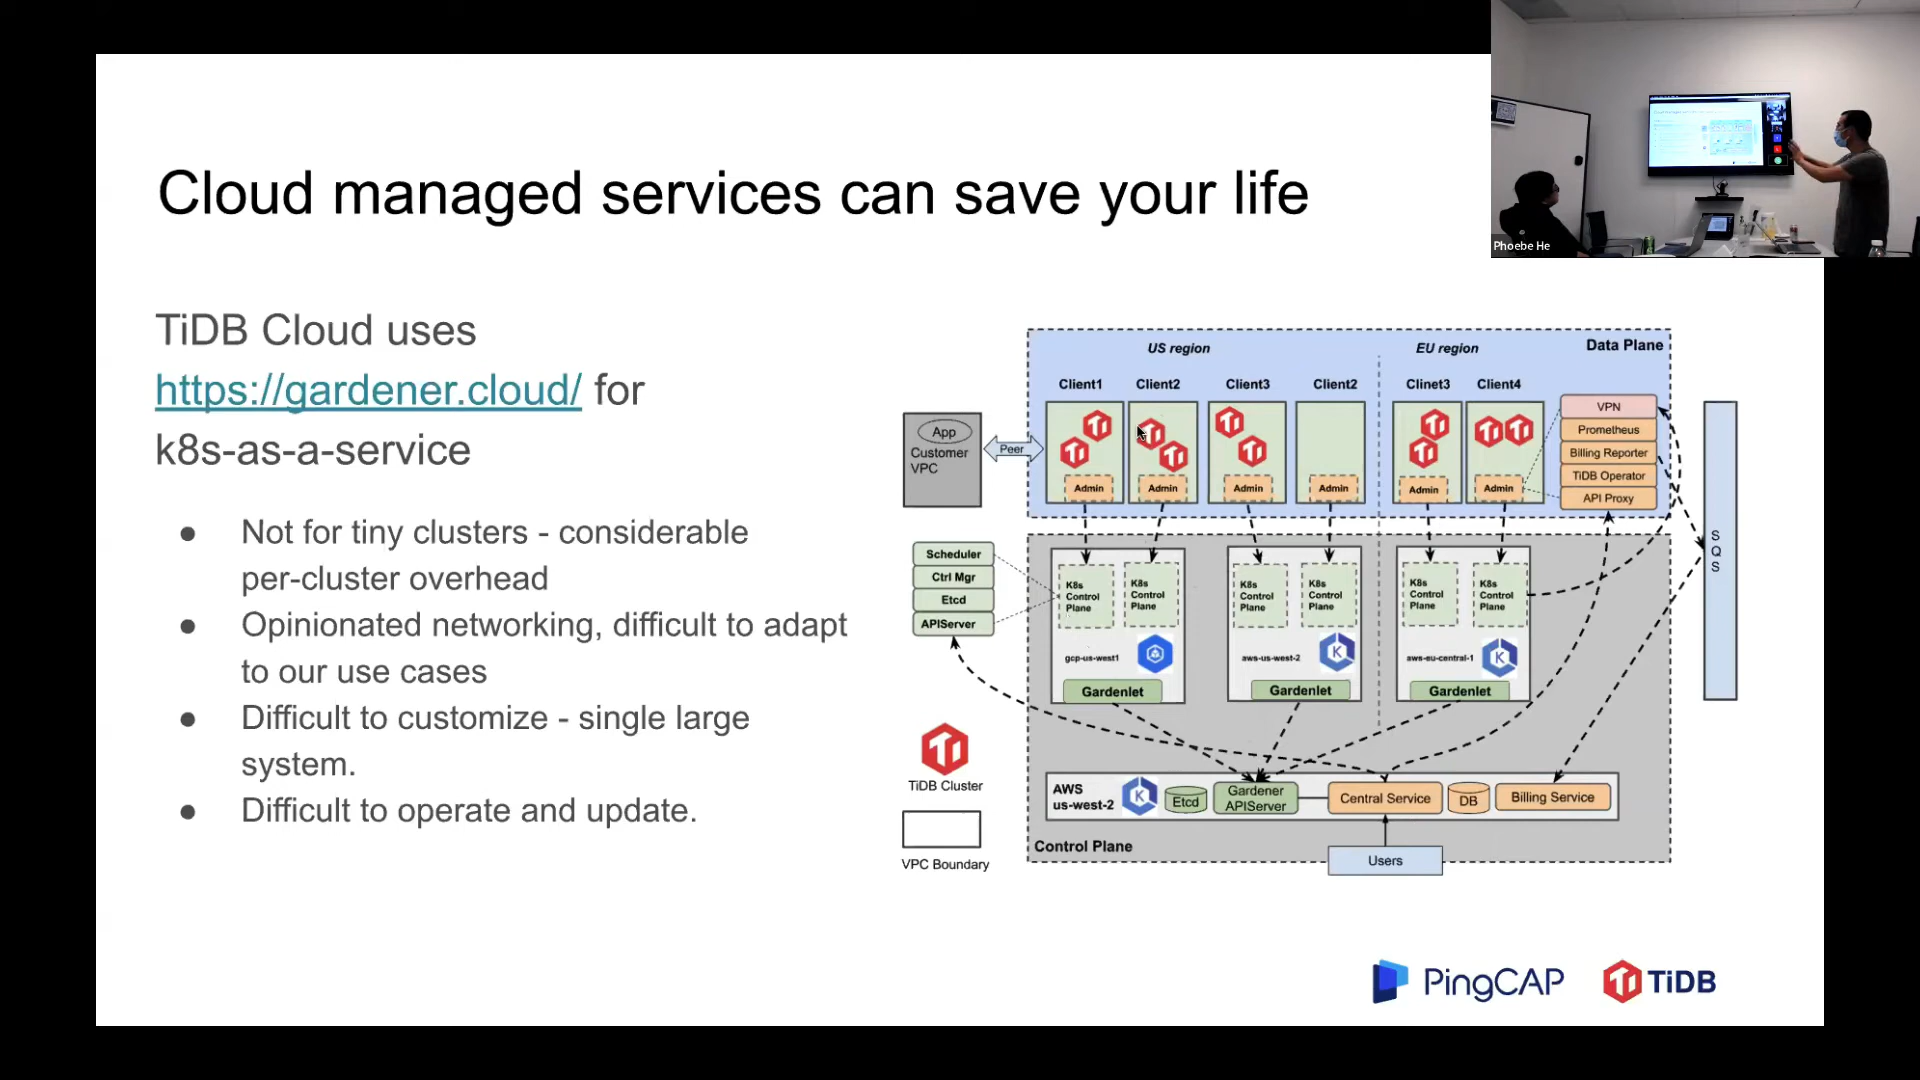 Cloud managed services can save your life
Phoebe He
TiDB Cloud uses
https://gardener.cloud/ for
k8s-as-a-service
● Not for tiny clusters - considerable
per-cluster overhead
● Opinionated networking, difficult to adapt
to our use cases
● Difficult to customize - single large
system.
● Difficult to operate and update.
US region
EU region
Data Plane
Client1
Client2
Client3
Client2
Clinet3
Client4
App
Customer
VPC
Peer
Admin
Admin
Admin
Admin
Admin
Admin
VPN
Prometheus
Billing Reporter
TiDB Operator
API Proxy
SQS
Scheduler
Ctrl Mgr
Etcd
APIServer
K8s
Control
Plane
K8s
Control
Plane
K8s
Control
Plane
K8s
Control
Plane
K8s
Control
Plane
K8s
Control
Plane
gcp-us-west1
aws-us-west-2
aws-eu-central-1
Gardenlet
Gardenlet
Gardenlet
TiDB Cluster
VPC Boundary
AWS
us-west-2
Etcd
Gardener
APIServer
Central Service
DB
Billing Service
Control Plane
Users
PingCAP
TiDB